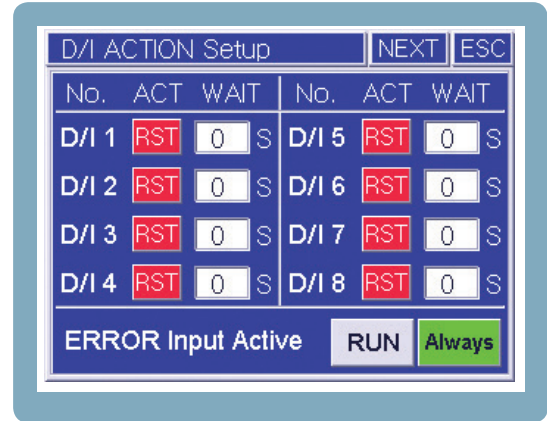 D/I ACTION Setup NEXT ESC
No. ACT WAIT No. ACT WAIT
D/I 1 RST 0 S D/I 5 RST 0 S
D/I 2 RST 0 S D/I 6 RST 0 S
D/I 3 RST 0 S D/I 7 RST 0 S
D/I 4 RST 0 S D/I 8 RST 0 S
ERROR Input Active RUN Always